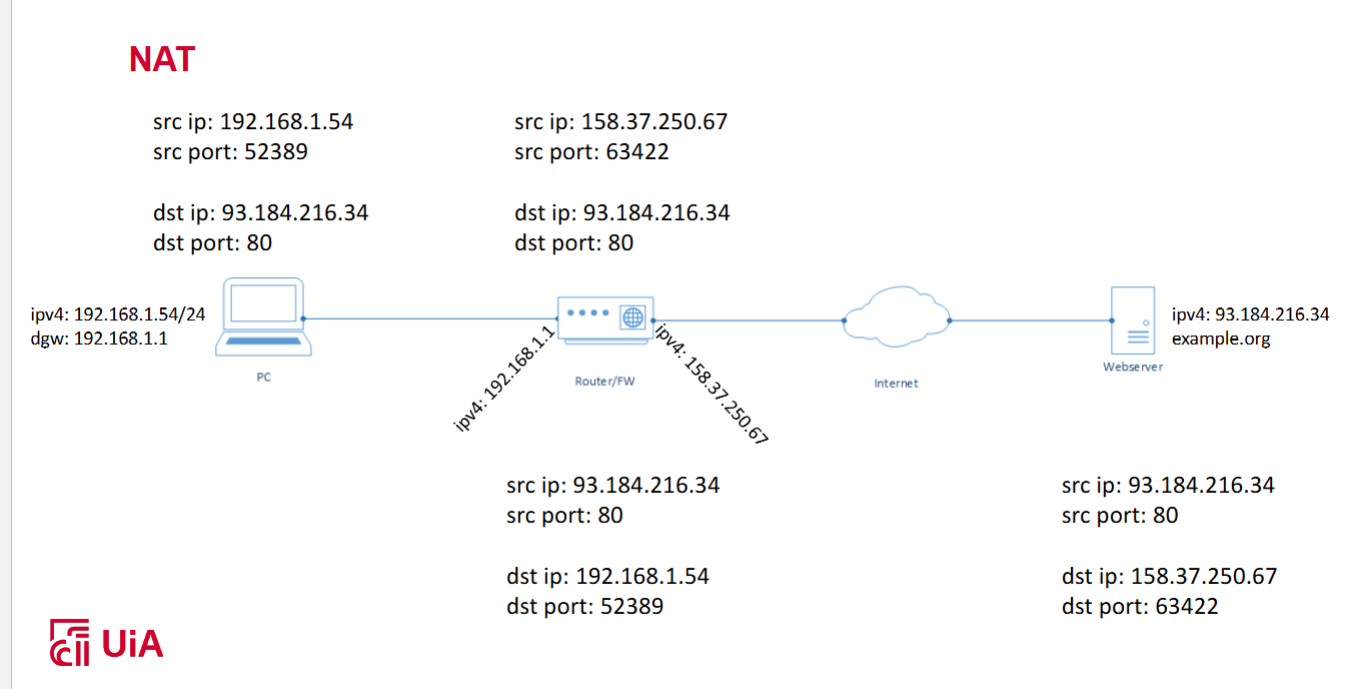 NAT
src ip: 192.168.1.54
src port: 52389
dst ip: 93.184.216.34
dst port: 80
src ip: 158.37.250.67
src port: 63422
dst ip: 93.184.216.34
dst port: 80
ipv4: 192.168.1.54/24
dgw: 192.168.1.1
PC
ipv4: 192.168.1.1
Router/FW
ipv4: 158.37.250.67
Internet
Webserver
ipv4: 93.184.216.34
example.org
src ip: 93.184.216.34
src port: 80
dst ip: 192.168.1.54
dst port: 52389
src ip: 93.184.216.34
src port: 80
dst ip: 158.37.250.67
dst port: 63422
UiA